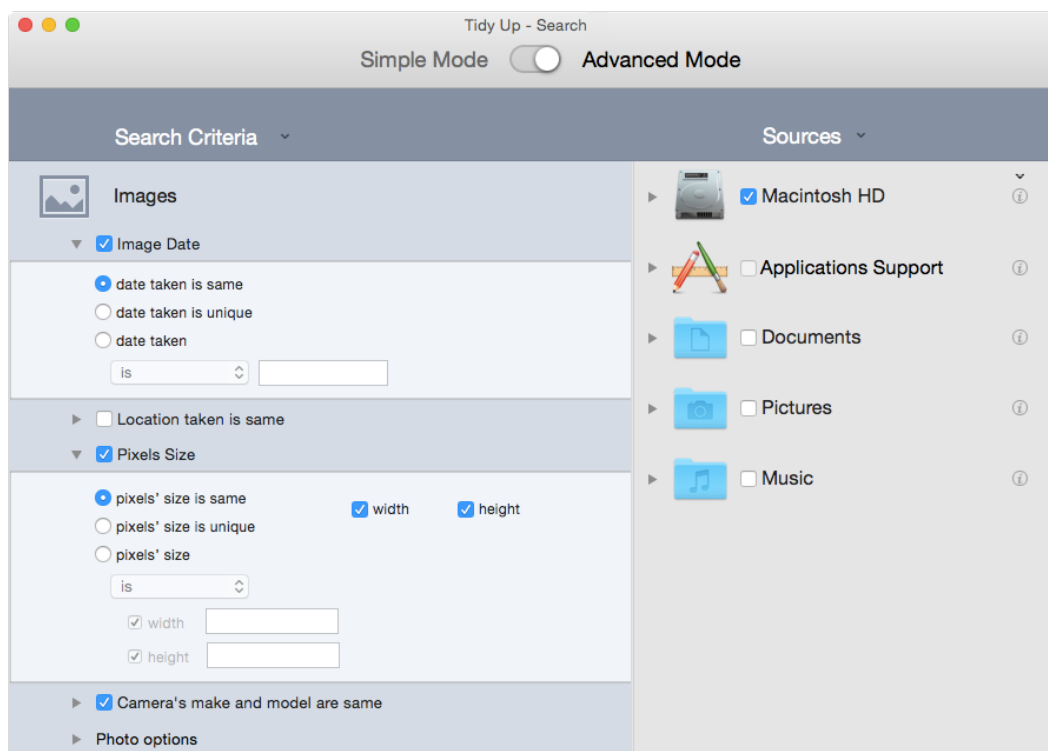 Tidy Up - Search
Simple Mode Advanced Mode
Search Criteria
Sources
Images
Image Date
date taken is same
date taken is unique
date taken
is
Location taken is same
Pixels Size
pixels' size is same
width height
pixels' size is unique
pixels' size
is
width
height
Camera's make and model are same
Photo options
Macintosh HD
Applications Support
Documents
Pictures
Music